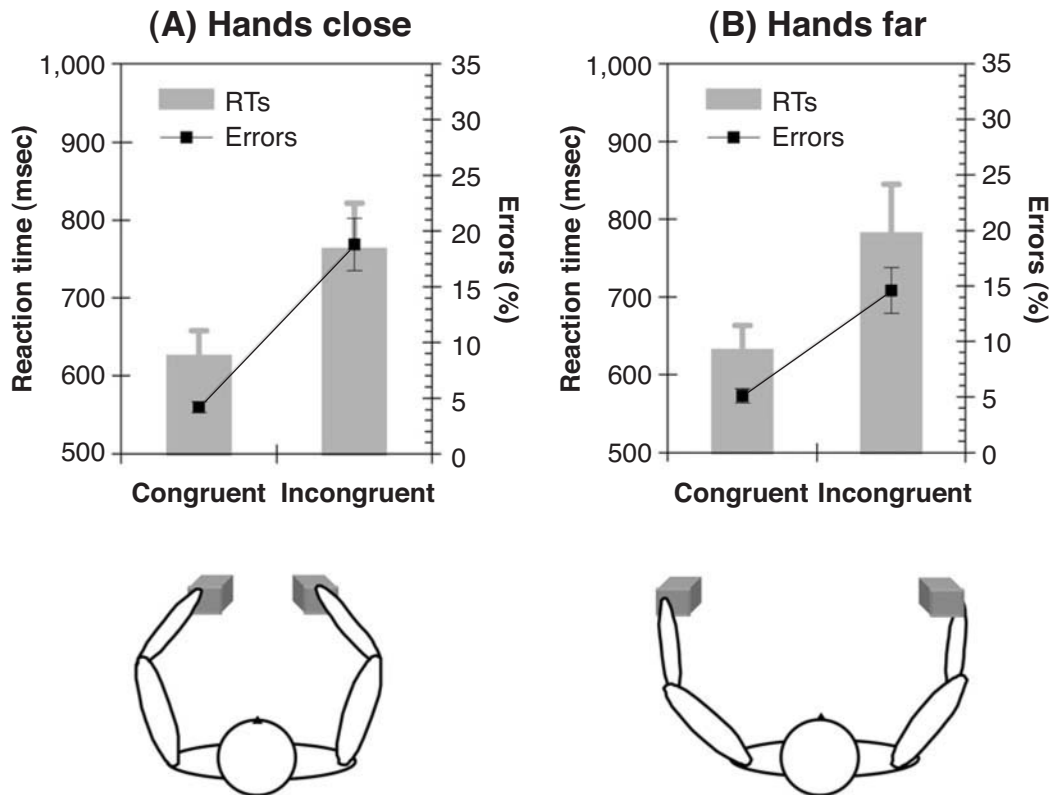 (A) Hands close
1,000
900
800
700
600
500
Reaction time (msec)
RTs
Errors
35
30
25
20
15
10
5
0
Errors (%)
Congruent Incongruent
(B) Hands far
1,000
900
800
700
600
500
Reaction time (msec)
RTs
Errors
35
30
25
20
15
10
5
0
Errors (%)
Congruent Incongruent